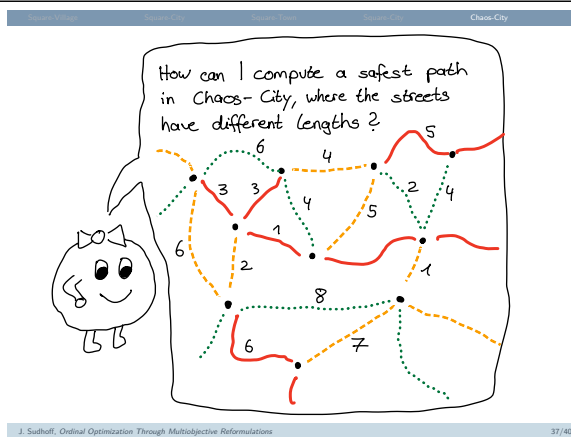 Square-Village Square-City Square-Town Square-City Chaos-City
How can I compute a safest path
in Chaos-City, where the streets
have different lengths?
6 4 5
3 3 2 4
4 5
6 1
2 1
8
6 7
J. Sudhoff, Ordinal Optimization Through Multiobjective Reformulations 37/40